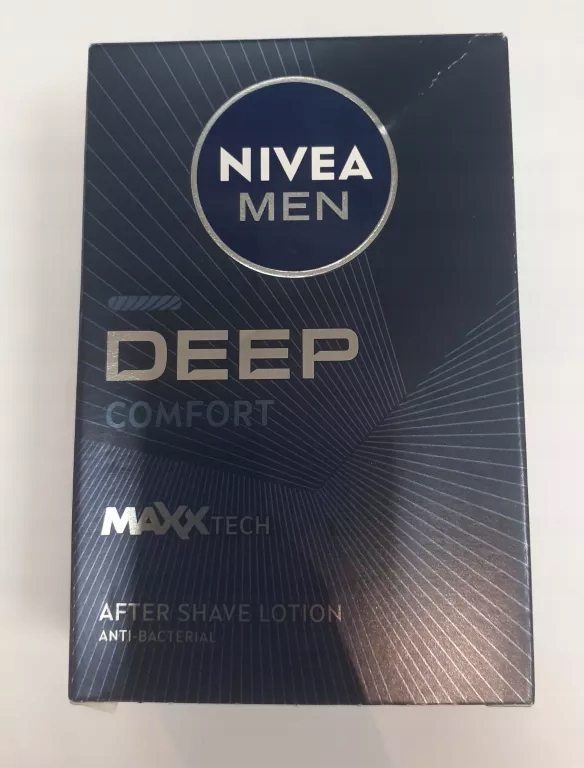 NIVEA
MEN
DEEP
COMFORT
MAXXTECH
AFTER SHAVE LOTION
ANTI-BACTERIAL